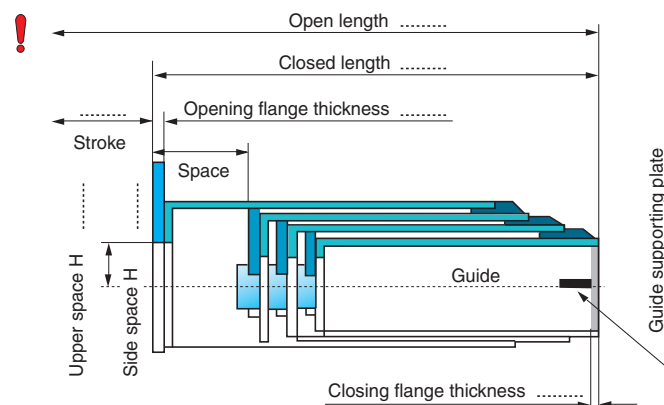 Open length ..........
Closed length ..........
........ Opening flange thickness ........
Stroke
Space
Upper space H ..........
Side space H ..........
Guide
Guide supporting plate
Closing flange thickness ..........